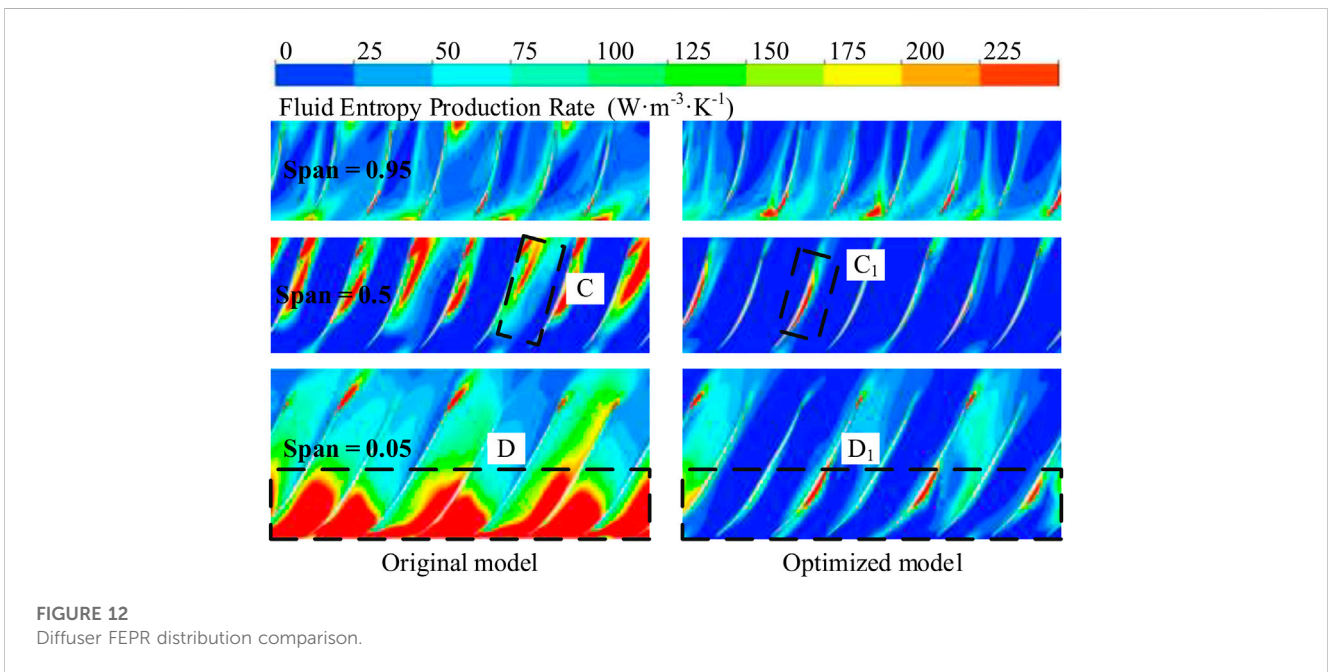 0 25 50 75 100 125 150 175 200 225
Fluid Entropy Production Rate (W·m⁻³·K⁻¹)
Span = 0.95
Span = 0.5
C
C₁
Span = 0.05
D
D₁
Original model
Optimized model
FIGURE 12
Diffuser FEPR distribution comparison.